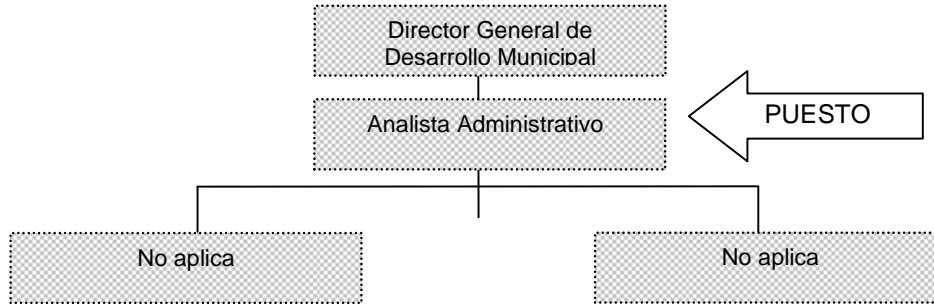 Director General de
Desarrollo Municipal
Analista Administrativo
PUESTO
No aplica
No aplica